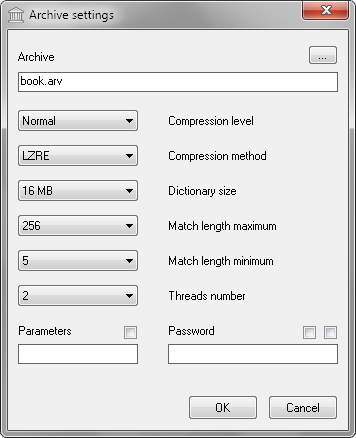 Archive settings
Archive
...
book.arv
Normal Compression level
LZRE Compression method
16 MB Dictionary size
256 Match length maximum
5 Match length minimum
2 Threads number
Parameters Password
OK Cancel